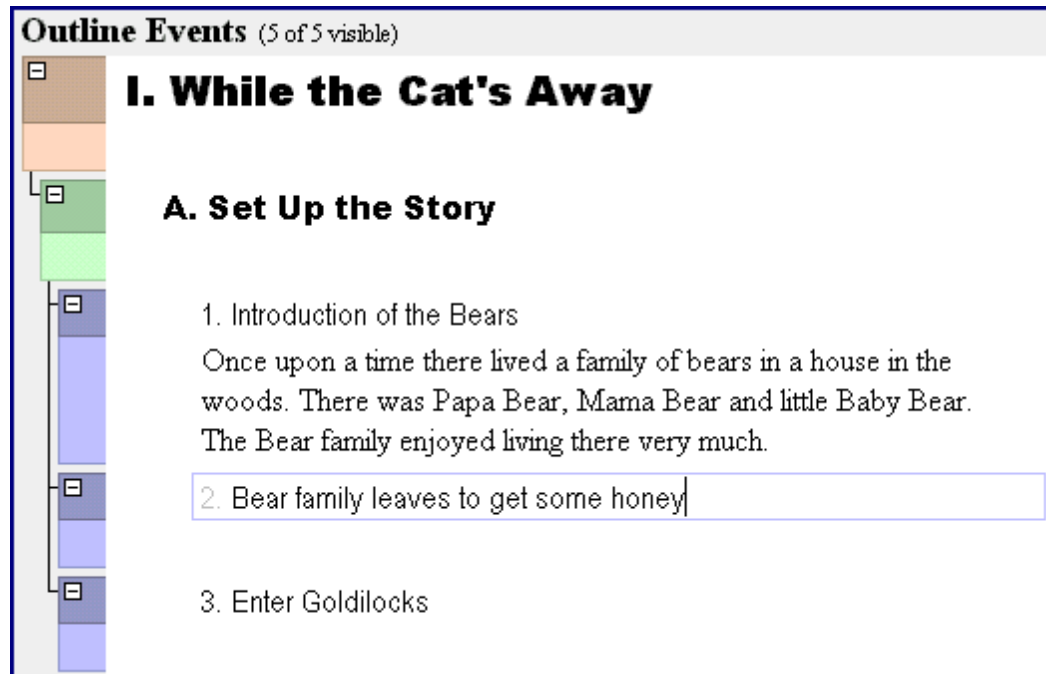 Outline Events (5 of 5 visible)
I. While the Cat's Away
A. Set Up the Story
1. Introduction of the Bears
Once upon a time there lived a family of bears in a house in the
woods. There was Papa Bear, Mama Bear and little Baby Bear.
The Bear family enjoyed living there very much.
2. Bear family leaves to get some honey
3. Enter Goldilocks